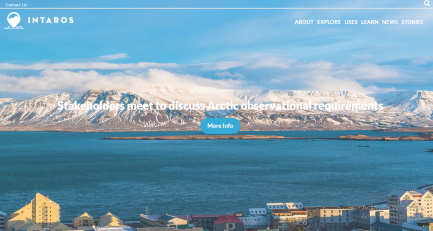 Contact Us
INTAROS
ABOUT EXPLORE USES LEARN NEWS STORIES
Stakeholders meet to discuss Arctic observational requirements
More Info